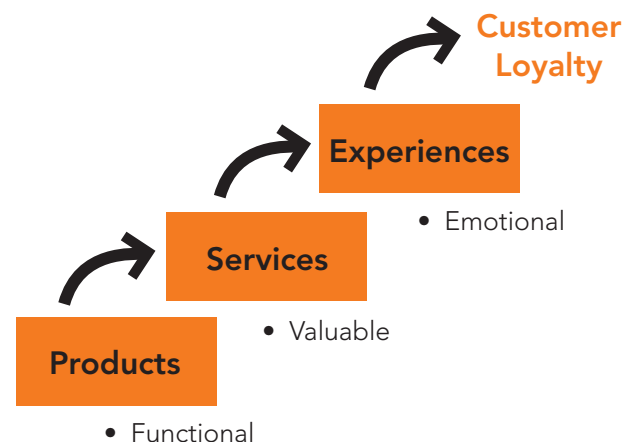 Customer
Loyalty
Experiences
• Emotional
Services
• Valuable
Products
• Functional